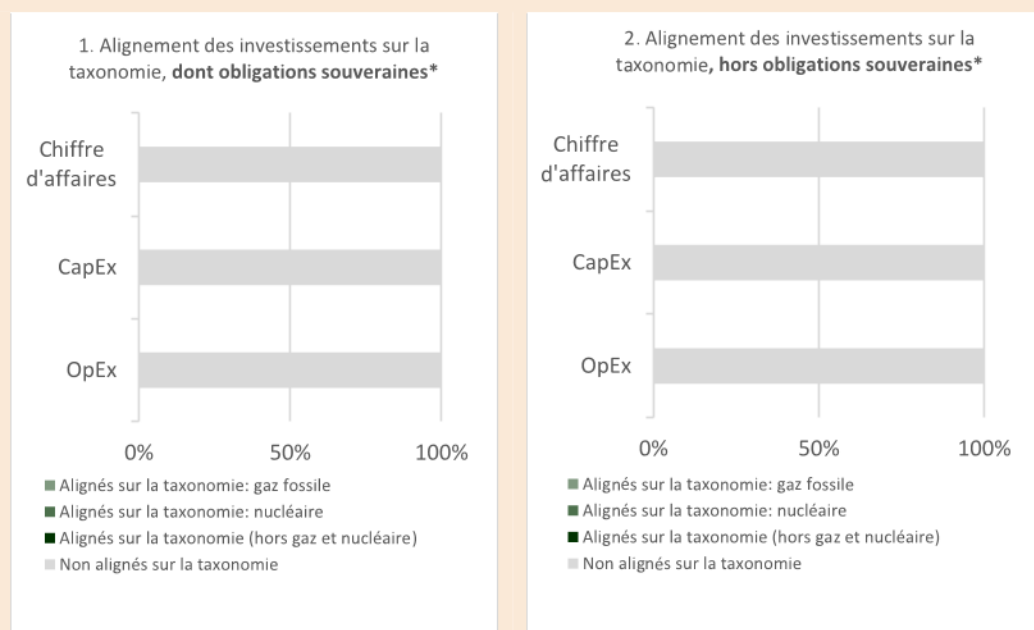 1. Alignement des investissements sur la
taxonomie, dont obligations souveraines*
Chiffre
d'affaires
CapEx
OpEx
0% 50% 100%
Alignés sur la taxonomie: gaz fossile
Alignés sur la taxonomie: nucléaire
Alignés sur la taxonomie (hors gaz et nucléaire)
Non alignés sur la taxonomie
2. Alignement des investissements sur la
taxonomie, hors obligations souveraines*
Chiffre
d'affaires
CapEx
OpEx
0% 50% 100%
Alignés sur la taxonomie: gaz fossile
Alignés sur la taxonomie: nucléaire
Alignés sur la taxonomie (hors gaz et nucléaire)
Non alignés sur la taxonomie